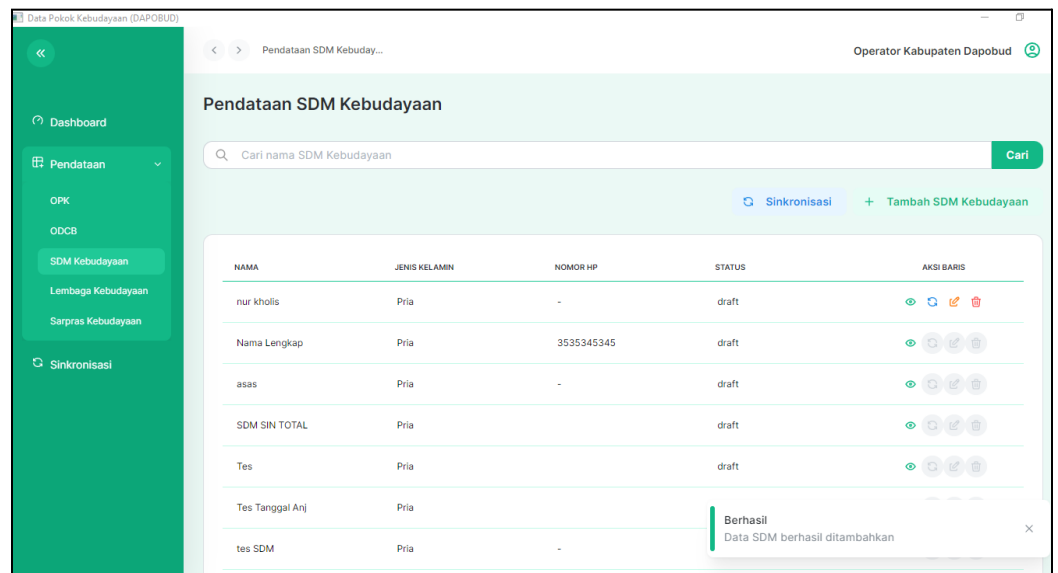 Data Pokok Kebudayaan (DAPOBUD)
Pendataan SDM Kebuday...
Operator Kabupaten Dapobud
Dashboard
Pendataan
OPK
ODCB
SDM Kebudayaan
Lembaga Kebudayaan
Sarpras Kebudayaan
Sinkronisasi
Pendataan SDM Kebudayaan
Cari nama SDM Kebudayaan Cari
Sinkronisasi + Tambah SDM Kebudayaan
NAMA JENIS KELAMIN NOMOR HP STATUS AKSI BARIS
nur kholis Pria - draft
Nama Lengkap Pria 3535345345 draft
asas Pria - draft
SDM SIN TOTAL Pria draft
Tes Pria draft
Tes Tanggal Anj Pria
tes SDM Pria -
Berhasil
Data SDM berhasil ditambahkan